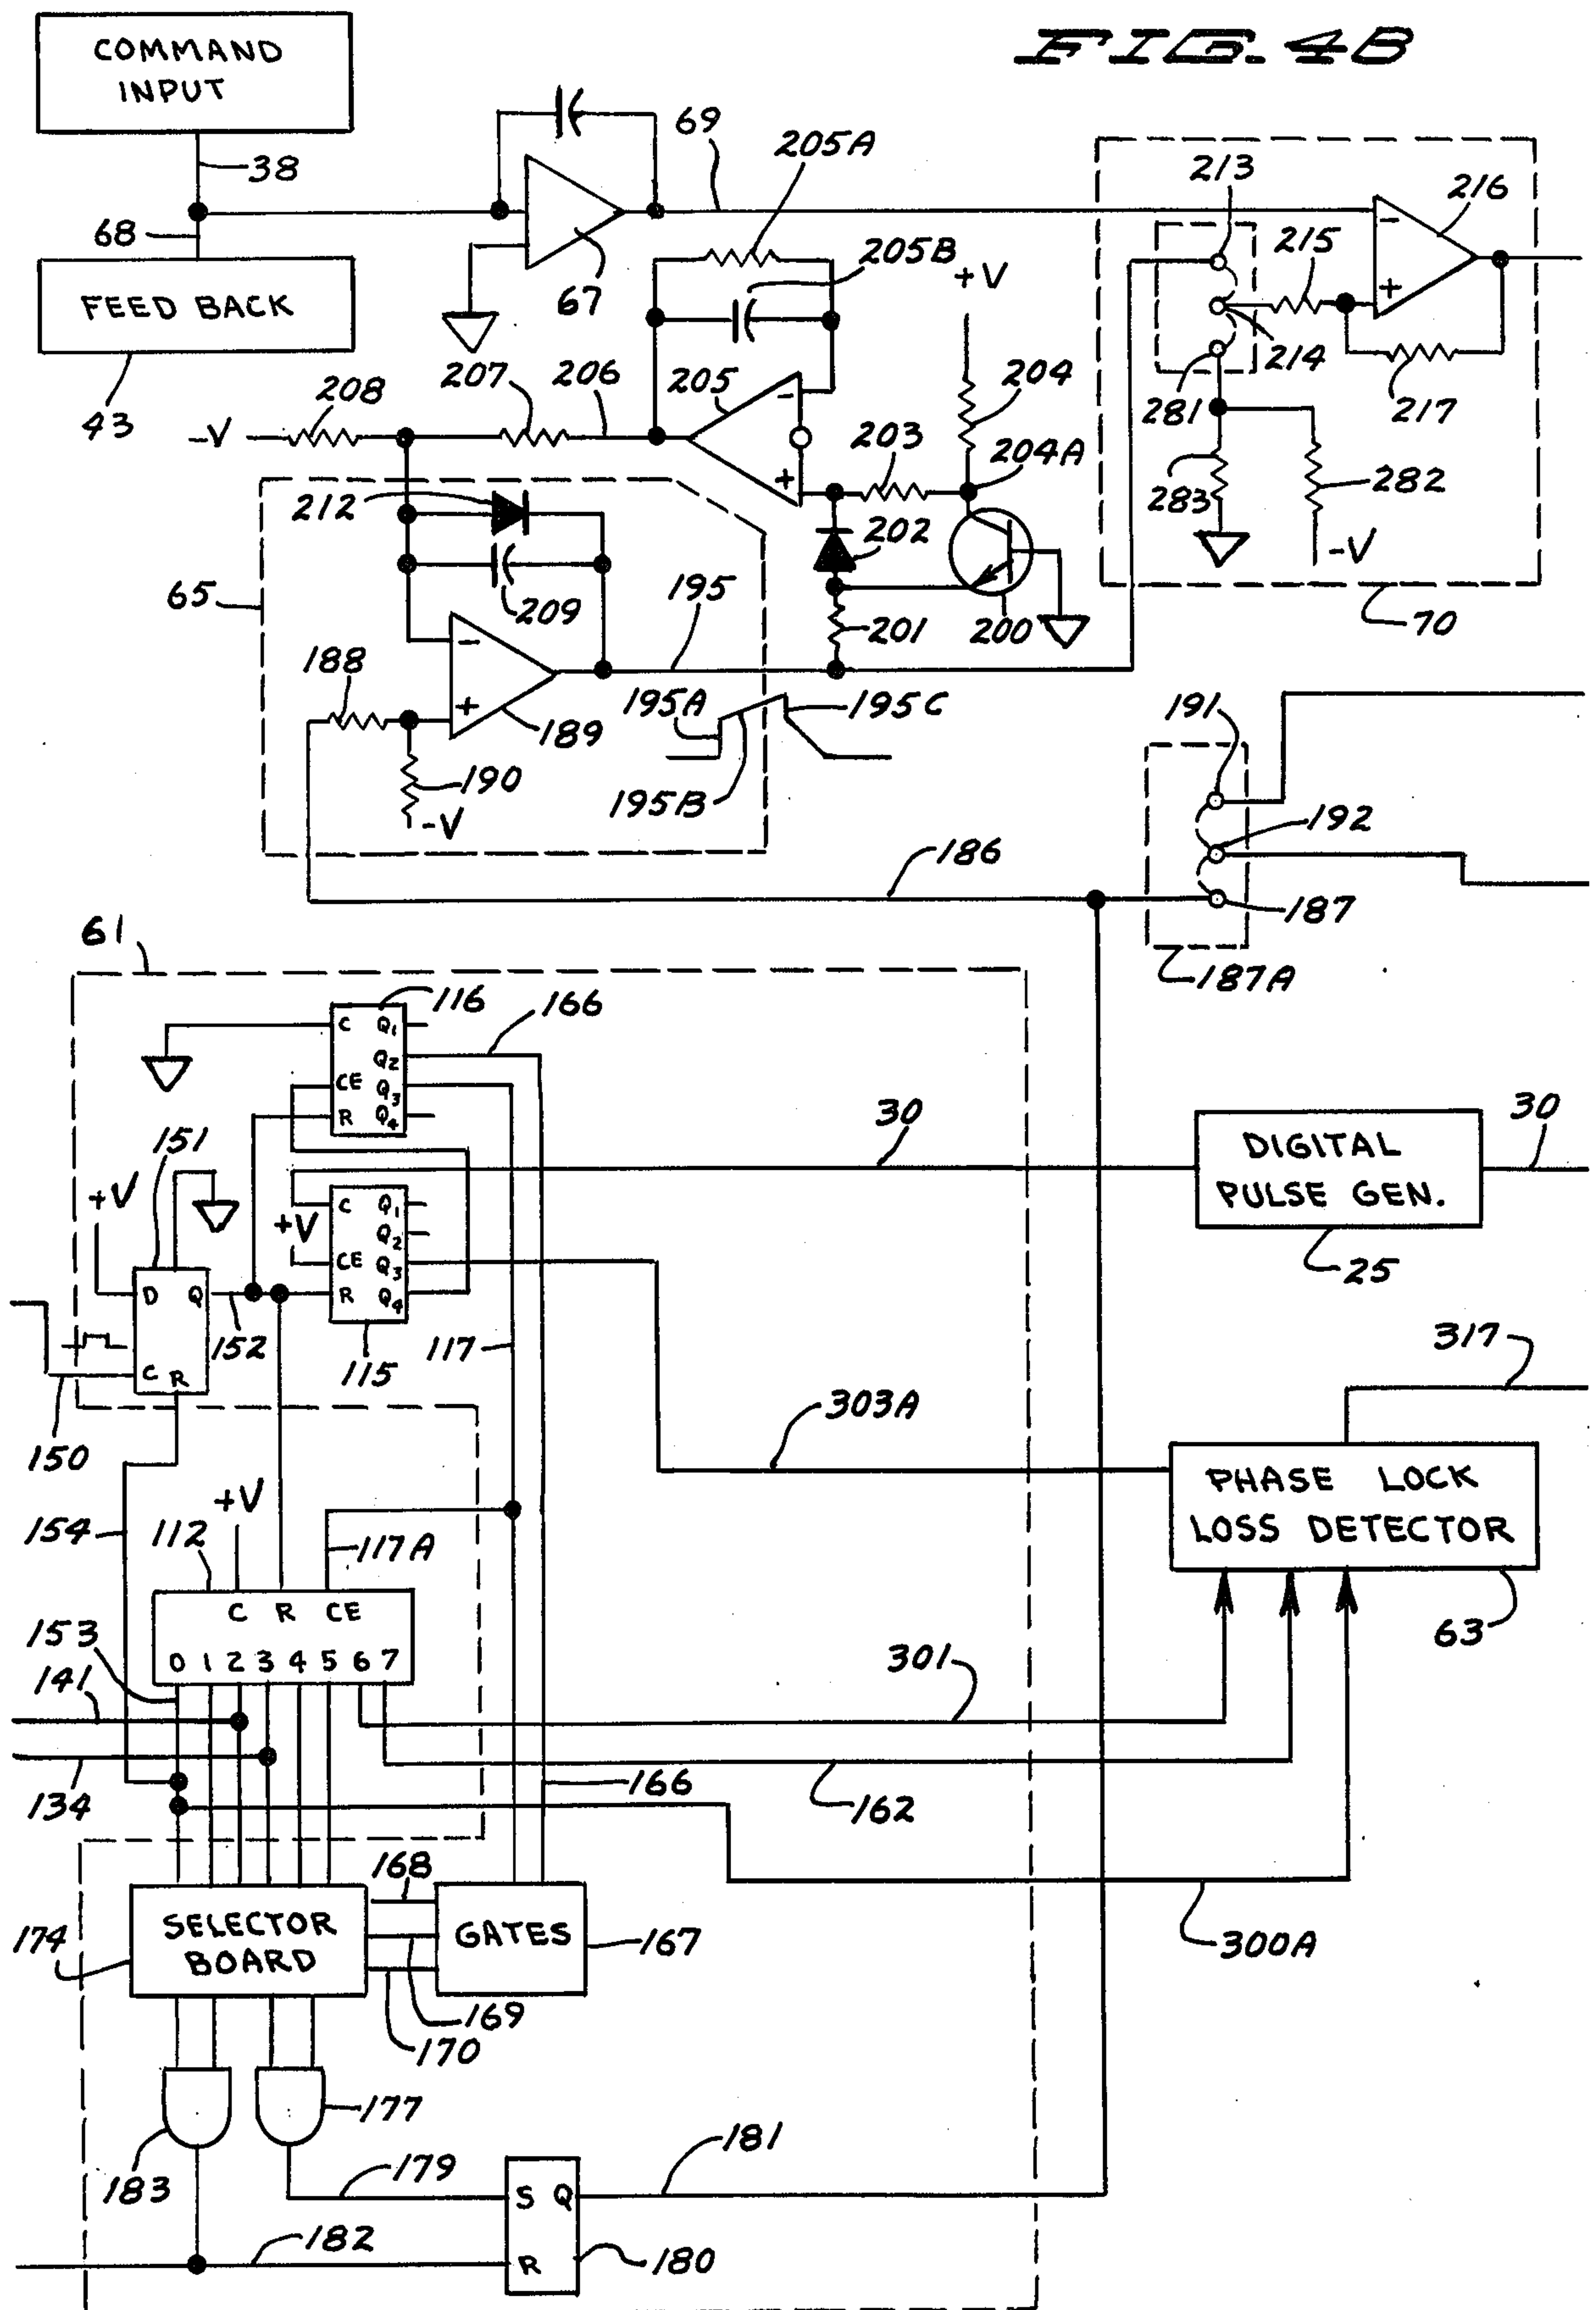 FIG. 4B
COMMAND
INPUT
38
68
FEED BACK
43
69
67
205A
205B
+V
213
216
215
214
281
217
283
282
-V
70
208
-V
207
206
205
-
+
203
204
204A
202
200
201
212
209
65
188
-
+
189
190
-V
195
195A
195B
195C
-
+
191
192
187
187A
186
61
116
166
C Q1
Q2
CE Q3
R Q4
30
DIGITAL
PULSE GEN.
30
25
151
+V
+V
C Q1
Q2
CE Q3
R Q4
D Q
C R
152
115
117
150
303A
317
PHASE LOCK
LOSS DETECTOR
63
154
112
+V
117A
C R CE
0 1 2 3 4 5 6 7
153
141
134
301
162
166
300A
168
SELECTOR
BOARD
174
GATES
167
169
170
177
183
179
181
S Q
R
182
180